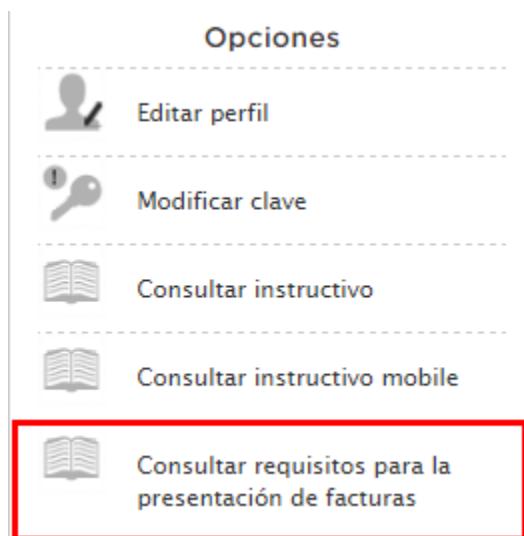 Opciones
Editar perfil
Modificar clave
Consultar instructivo
Consultar instructivo mobile
Consultar requisitos para la
presentación de facturas